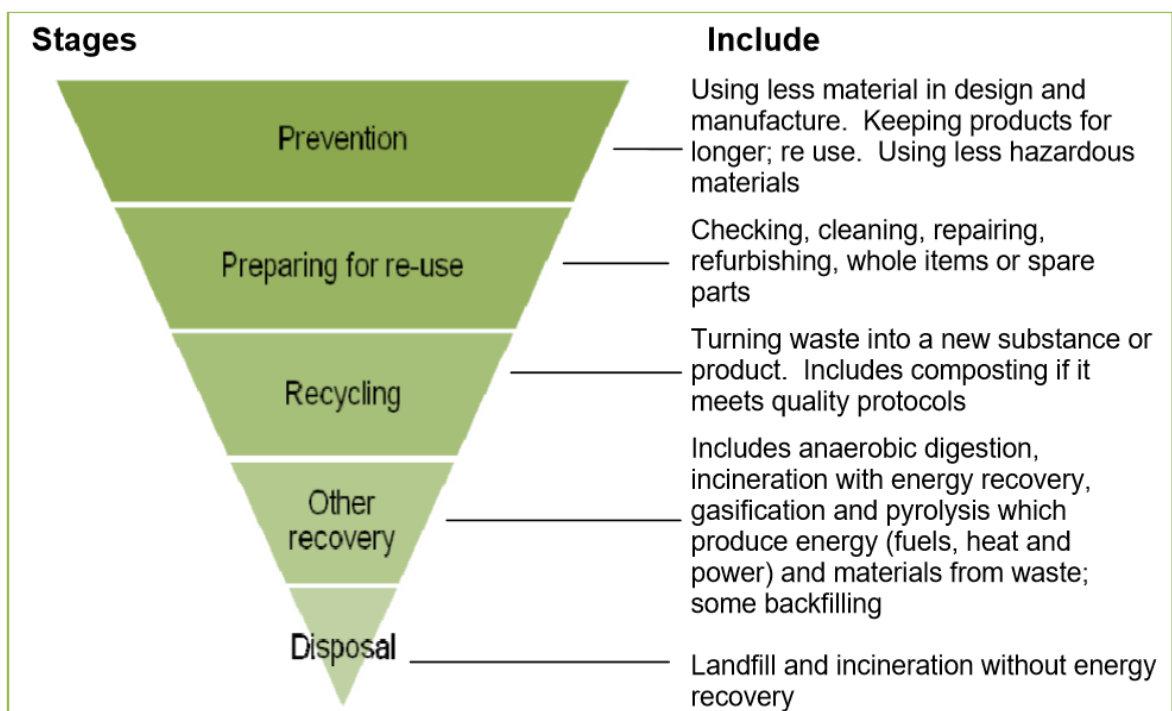 Stages
Include
Prevention
Using less material in design and
manufacture.  Keeping products for
longer; re use.  Using less hazardous
materials
Preparing for re-use
Checking, cleaning, repairing,
refurbishing, whole items or spare
parts
Recycling
Turning waste into a new substance or
product.  Includes composting if it
meets quality protocols
Other
recovery
Includes anaerobic digestion,
incineration with energy recovery,
gasification and pyrolysis which
produce energy (fuels, heat and
power) and materials from waste;
some backfilling
Disposal
Landfill and incineration without energy
recovery